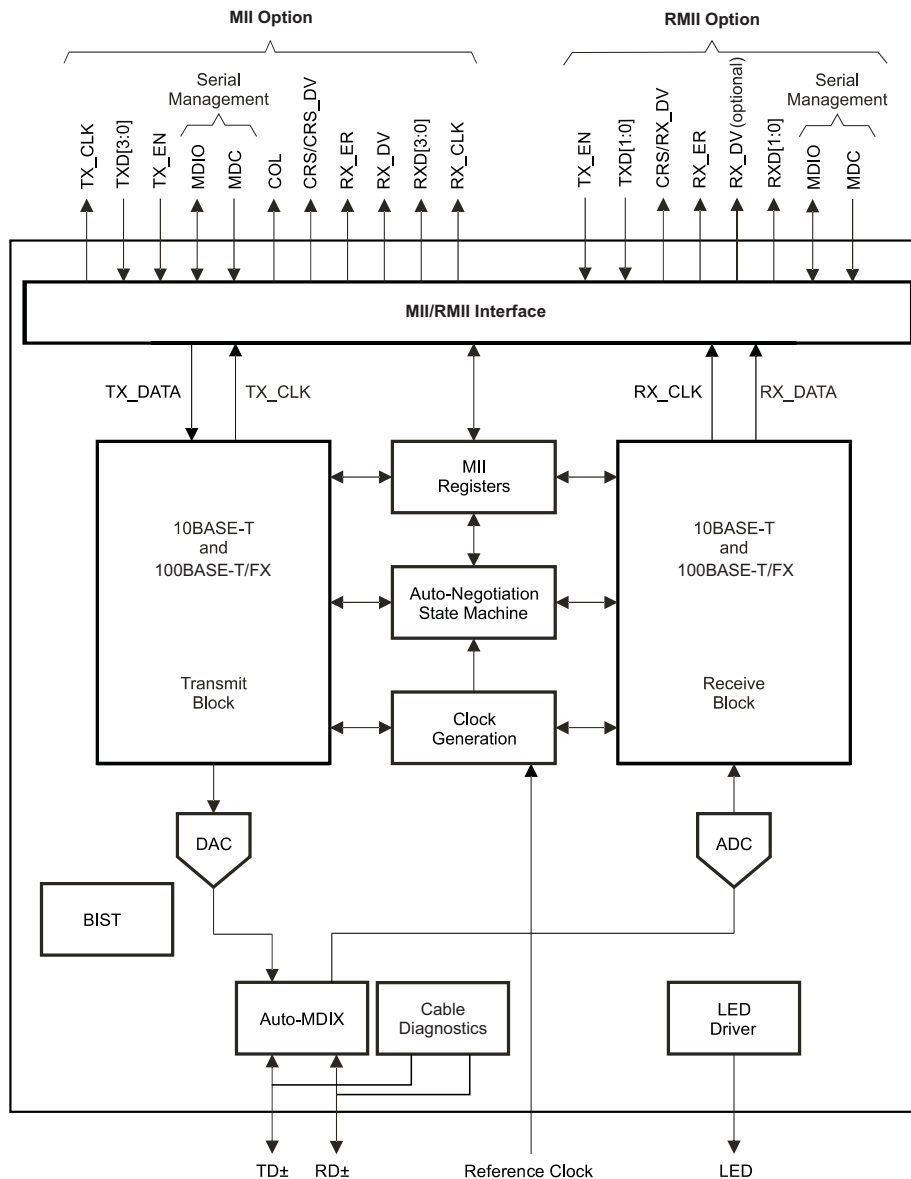 MII Option
RMII Option
Serial
Management
TX_CLK
TXD[3:0]
TX_EN
MDIO
MDC
COL
CRS/CRS_DV
RX_ER
RX_DV
RXD[3:0]
RX_CLK
TX_EN
TXD[1:0]
CRS/RX_DV
RX_ER
RX_DV (optional)
RXD[1:0]
Serial
Management
MDIO
MDC
MII/RMII Interface
TX_DATA
TX_CLK
RX_CLK
RX_DATA
10BASE-T
and
100BASE-T/FX
Transmit
Block
MII
Registers
Auto-Negotiation
State Machine
Clock
Generation
10BASE-T
and
100BASE-T/FX
Receive
Block
DAC
ADC
BIST
Auto-MDIX
Cable
Diagnostics
LED
Driver
TD±
RD±
Reference Clock
LED